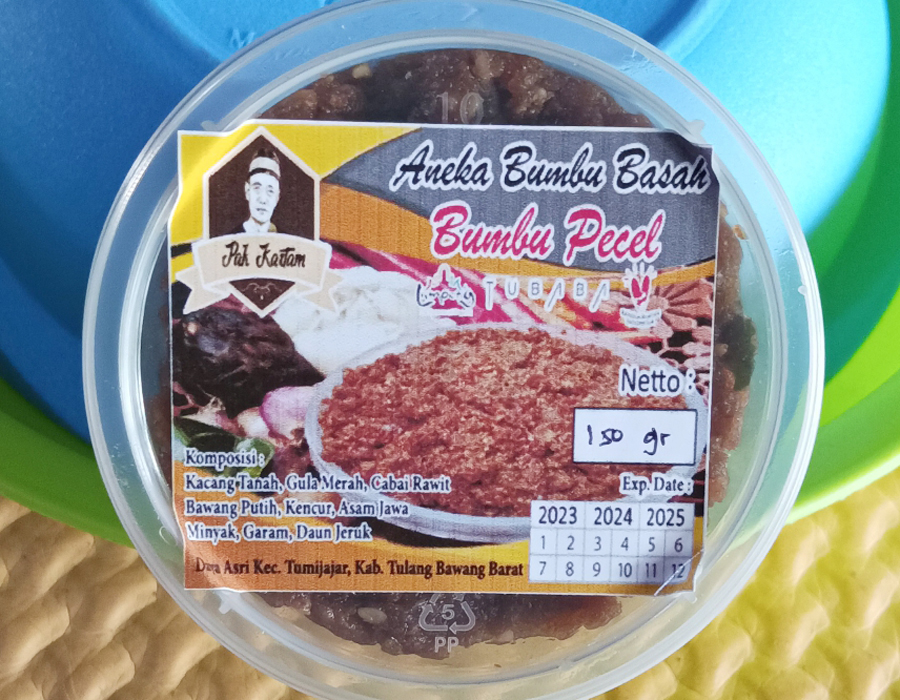 10
Aneka Bumbu Basah
Bumbu Pecel
Pak Kartam
Lampung TUBABA
Netto :
150 gr
Komposisi :
Kacang Tanah, Gula Merah, Cabai Rawit
Bawang Putih, Kencur, Asam Jawa
Minyak, Garam, Daun Jeruk
Exp. Date :
2023 2024 2025
1 2 3 4 5 6
7 8 9 10 11 12
Asri Kec. Tumijajar, Kab. Tulang Bawang Barat
5
PP